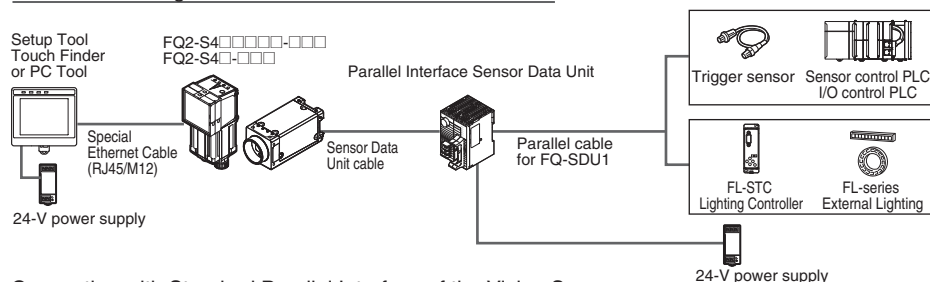 Setup Tool
Touch Finder
or PC Tool
FQ2-S4□□□□□-□□□
FQ2-S4□-□□□
Parallel Interface Sensor Data Unit
Trigger sensor
Sensor control PLC
I/O control PLC
Special
Ethernet Cable
(RJ45/M12)
Sensor Data
Unit cable
Parallel cable
for FQ-SDU1
FL-STC
Lighting Controller
FL-series
External Lighting
24-V power supply
24-V power supply